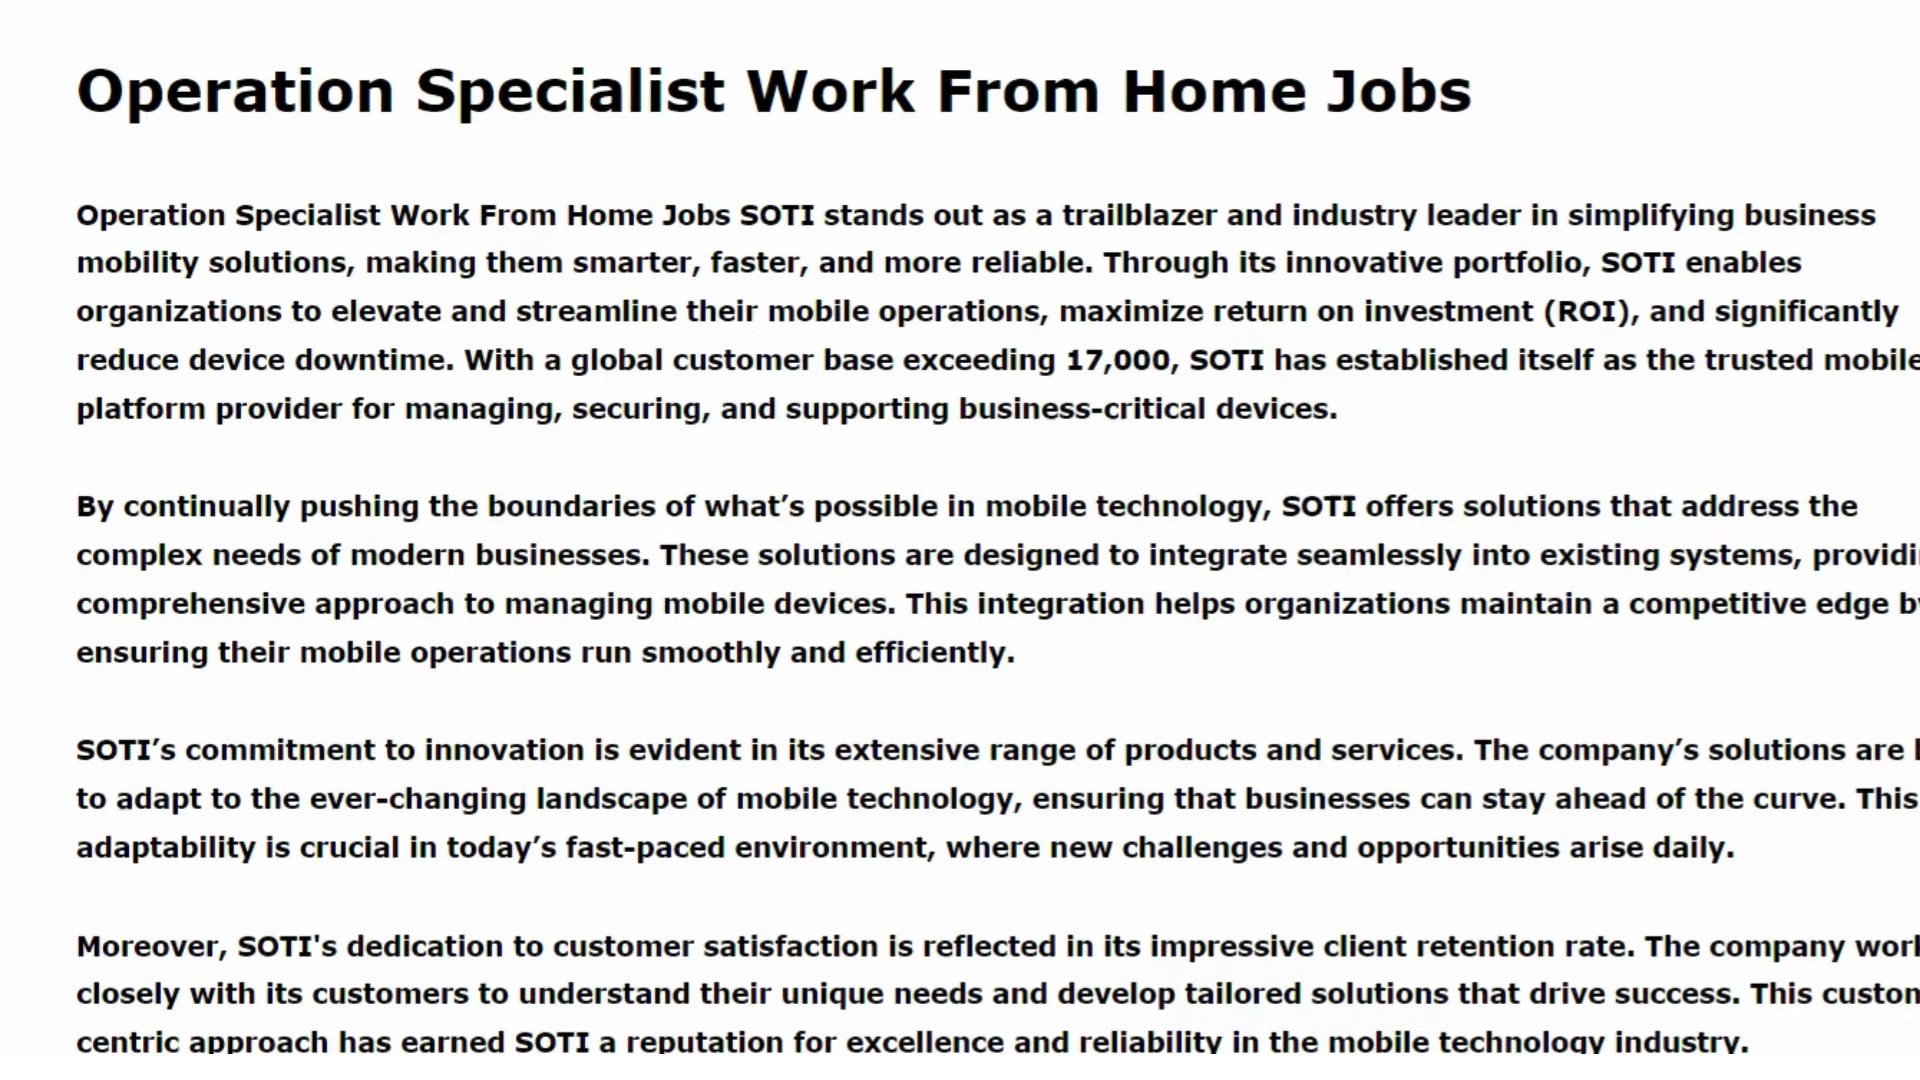 Operation Specialist Work From Home Jobs
Operation Specialist Work From Home Jobs SOTI stands out as a trailblazer and industry leader in simplifying business
mobility solutions, making them smarter, faster, and more reliable. Through its innovative portfolio, SOTI enables
organizations to elevate and streamline their mobile operations, maximize return on investment (ROI), and significantly
reduce device downtime. With a global customer base exceeding 17,000, SOTI has established itself as the trusted mobile
platform provider for managing, securing, and supporting business-critical devices.
By continually pushing the boundaries of what’s possible in mobile technology, SOTI offers solutions that address the
complex needs of modern businesses. These solutions are designed to integrate seamlessly into existing systems,
comprehensive approach to managing mobile devices. This integration helps organizations maintain a competitive edge
ensuring their mobile operations run smoothly and efficiently.
SOTI’s commitment to innovation is evident in its extensive range of products and services. The company’s solutions are
to adapt to the ever-changing landscape of mobile technology, ensuring that businesses can stay ahead of the curve. This
adaptability is crucial in today’s fast-paced environment, where new challenges and opportunities arise daily.
Moreover, SOTI's dedication to customer satisfaction is reflected in its impressive client retention rate. The company
closely with its customers to understand their unique needs and develop tailored solutions that drive success. This
centric approach has earned SOTI a reputation for excellence and reliability in the mobile technology industry.